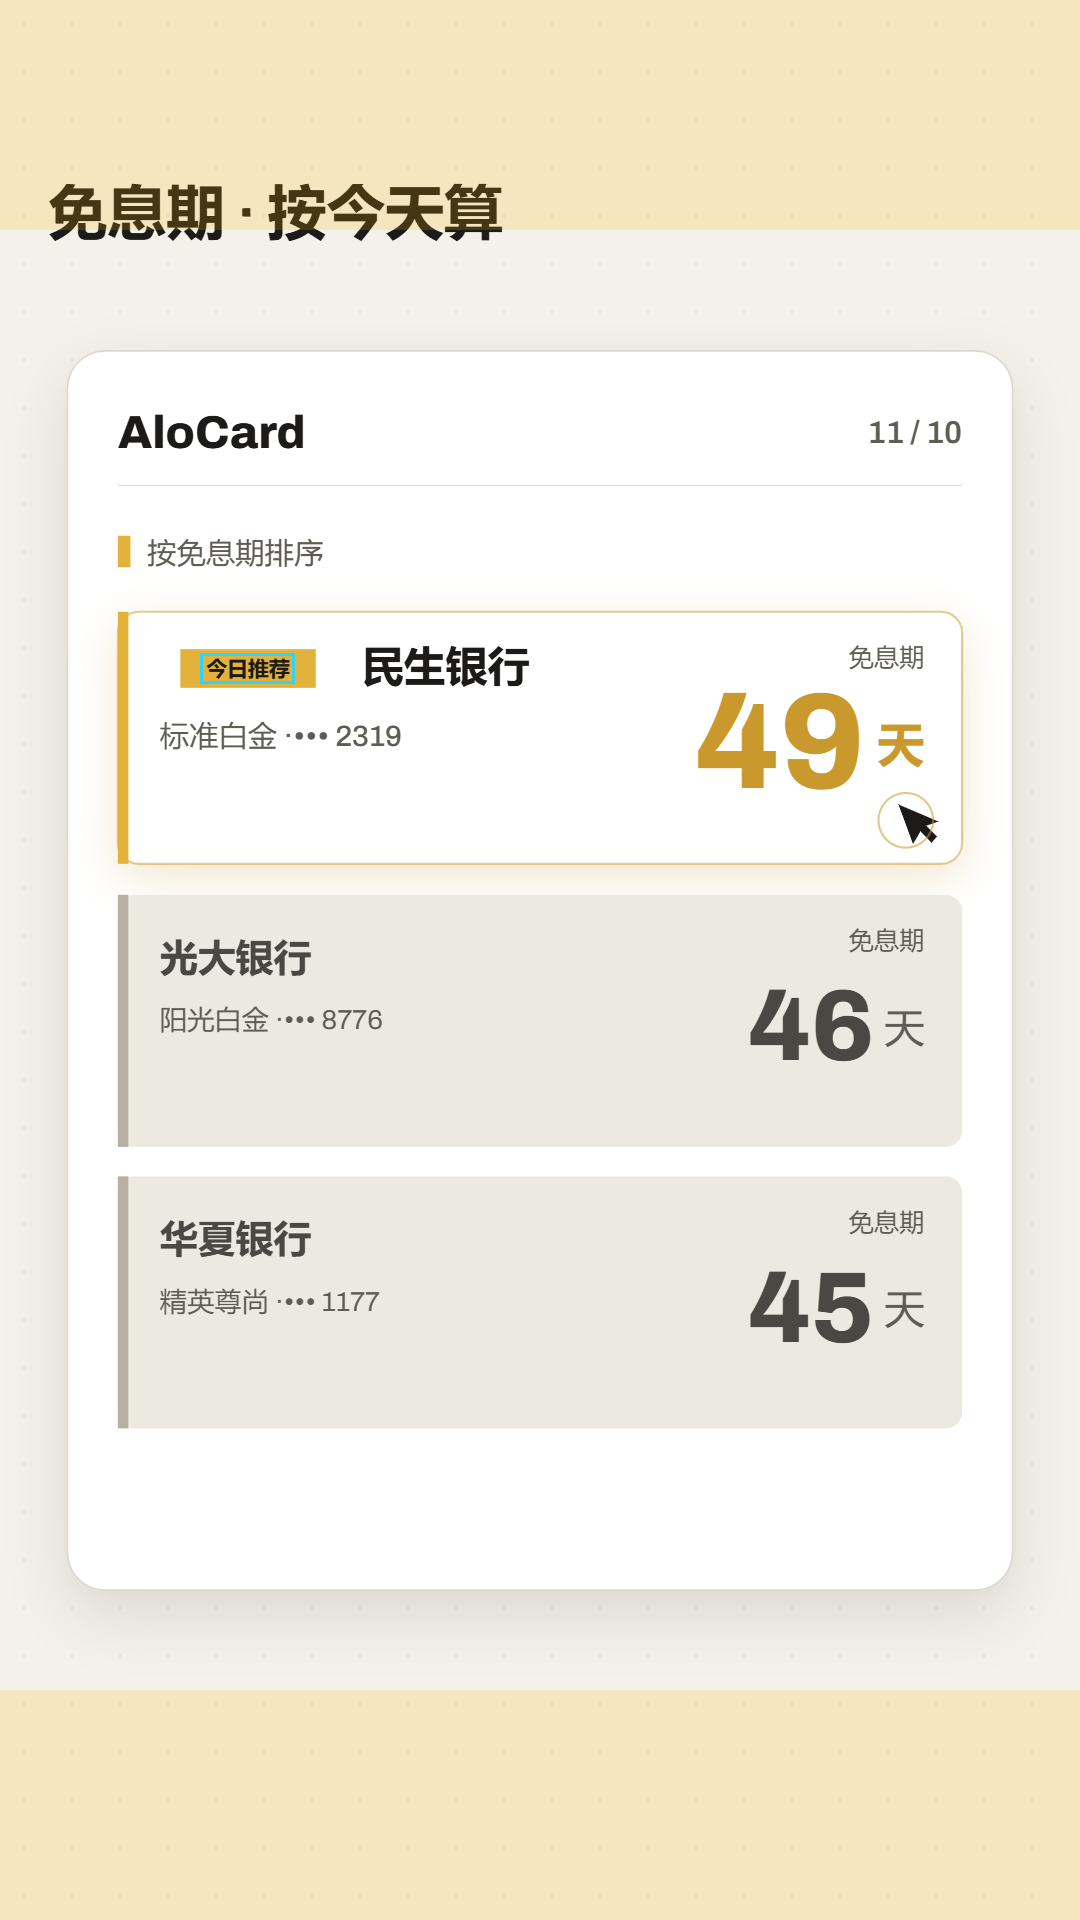 免息期 · 按今天算
AloCard
11 / 10
按免息期排序
今日推荐 民生银行
标准白金 ·••• 2319
免息期
49 天
光大银行
阳光白金 ·••• 8776
免息期
46 天
华夏银行
精英尊尚 ·••• 1177
免息期
45 天